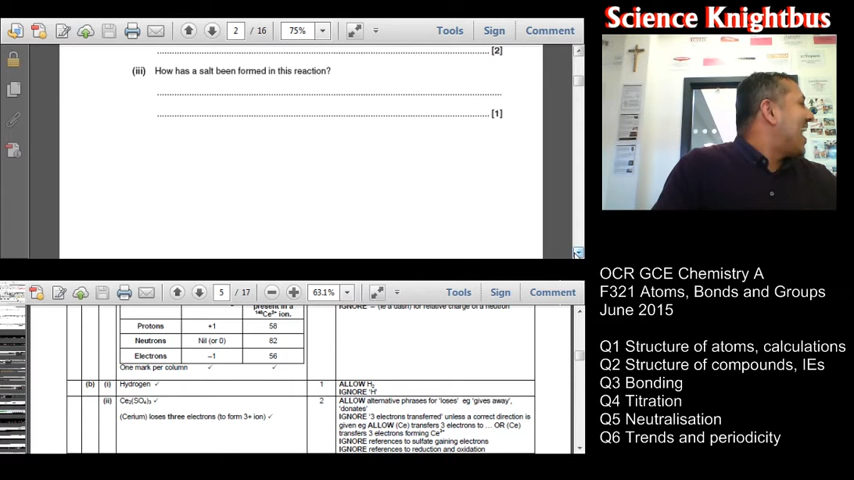 Science Knightbus
2 / 16
75%
Tools
Sign
Comment
[2]
(iii) How has a salt been formed in this reaction?
[1]
5 / 17
63.1%
Tools
Sign
Comment
present in a
¹⁴⁰Ce²⁺ ion.
Protons +1 58
Neutrons Nil (or 0) 82
Electrons −1 56
One mark per column ✓ ✓
(b) (i) Hydrogen ✓ 1 ALLOW H₂
IGNORE 'H'
(ii) Ce₂(SO₄)₃ ✓ 2 ALLOW alternative phrases for 'loses' eg 'gives away',
'donates'
(Cerium) loses three electrons (to form 3+ ion) ✓
IGNORE '3 electrons transferred' unless a correct direction is
given eg ALLOW (Ce) transfers 3 electrons to ... OR (Ce)
transfers 3 electrons forming Ce³⁺
IGNORE references to sulfate gaining electrons
IGNORE references to reduction and oxidation
OCR GCE Chemistry A
F321 Atoms, Bonds and Groups
June 2015
Q1 Structure of atoms, calculations
Q2 Structure of compounds, IEs
Q3 Bonding
Q4 Titration
Q5 Neutralisation
Q6 Trends and periodicity